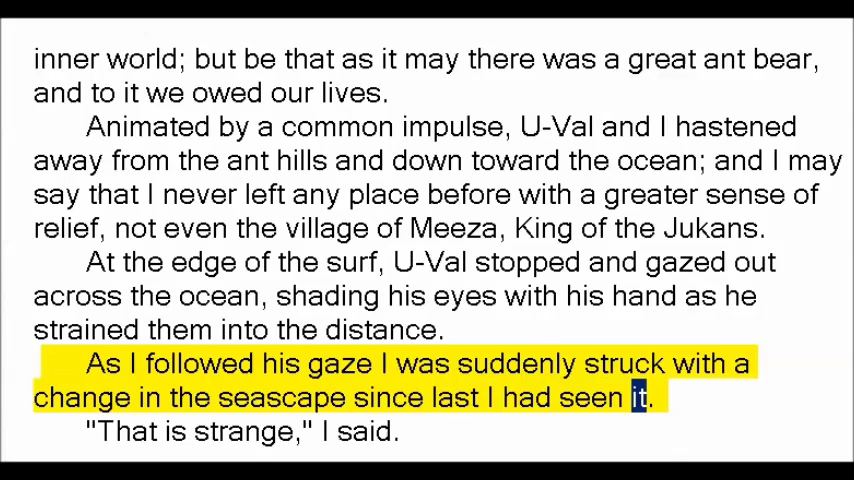 inner world; but be that as it may there was a great ant bear,
and to it we owed our lives.
Animated by a common impulse, U-Val and I hastened
away from the ant hills and down toward the ocean; and I may
say that I never left any place before with a greater sense of
relief, not even the village of Meeza, King of the Jukans.
At the edge of the surf, U-Val stopped and gazed out
across the ocean, shading his eyes with his hand as he
strained them into the distance.
As I followed his gaze I was suddenly struck with a
change in the seascape since last I had seen it.
"That is strange," I said.